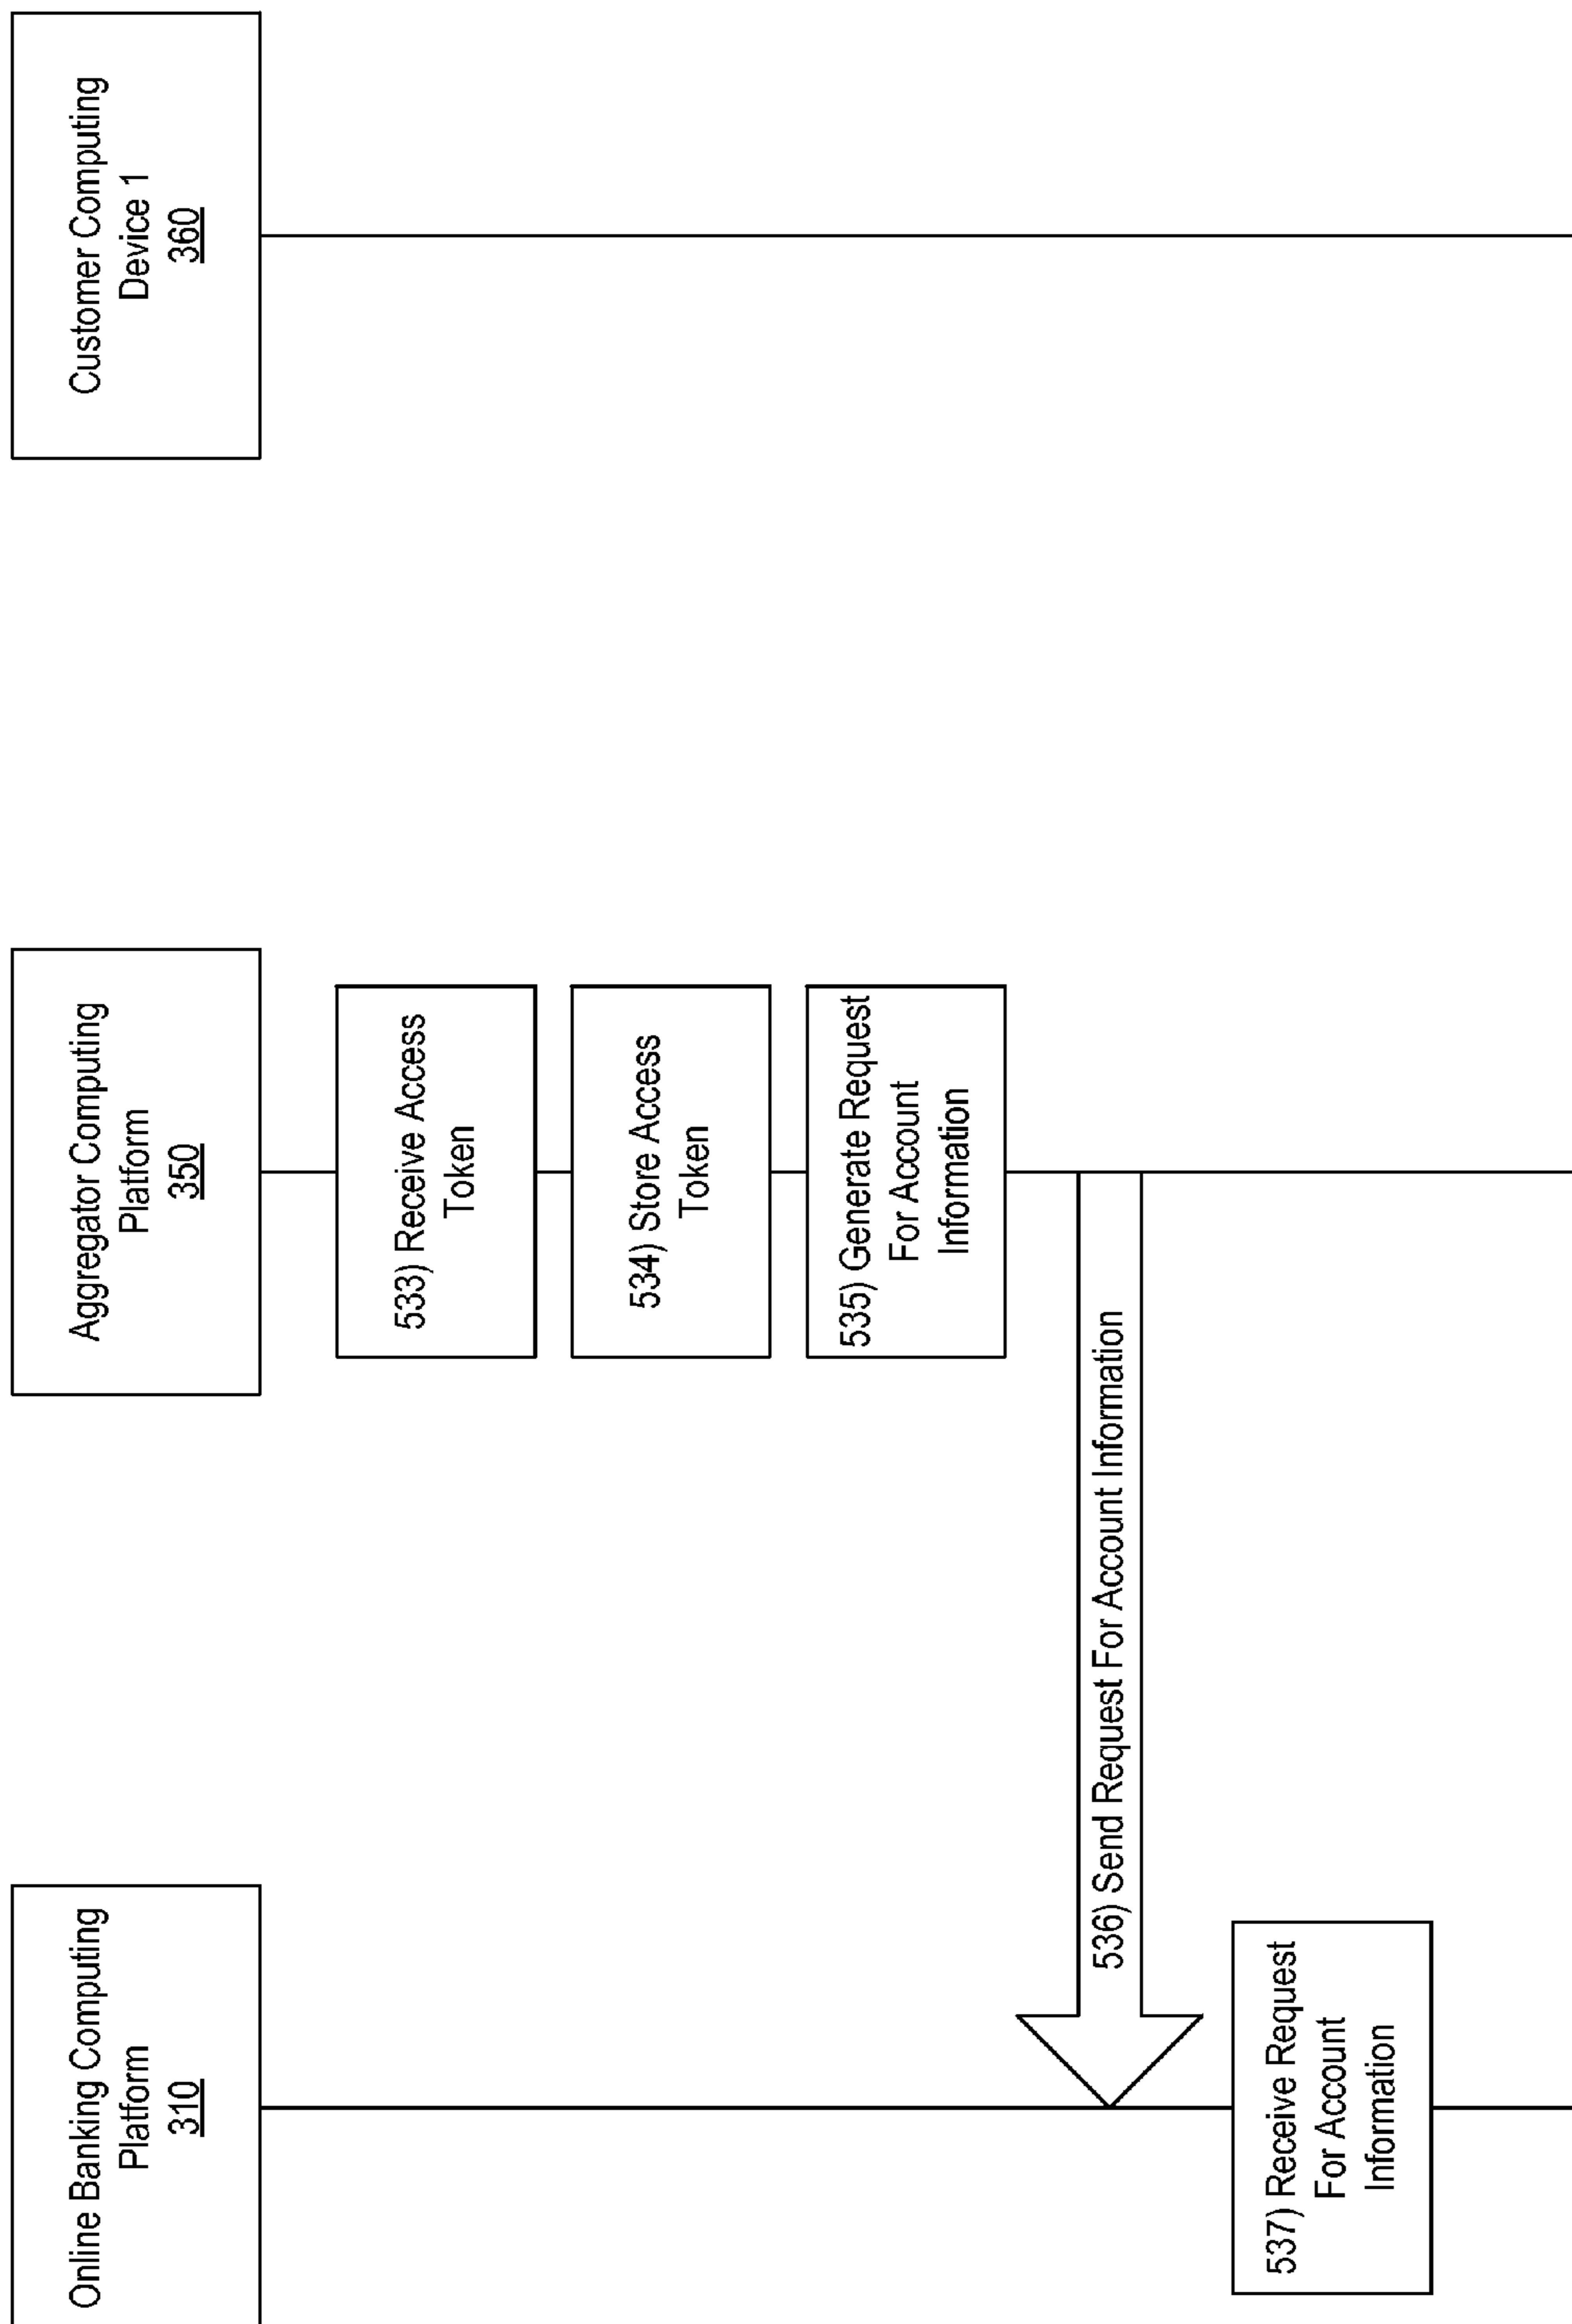 Online Banking Computing
Platform
310
Aggregator Computing
Platform
350
Customer Computing
Device 1
360
533) Receive Access
Token
534) Store Access
Token
535) Generate Request
For Account
Information
536) Send Request For Account Information
537) Receive Request
For Account
Information